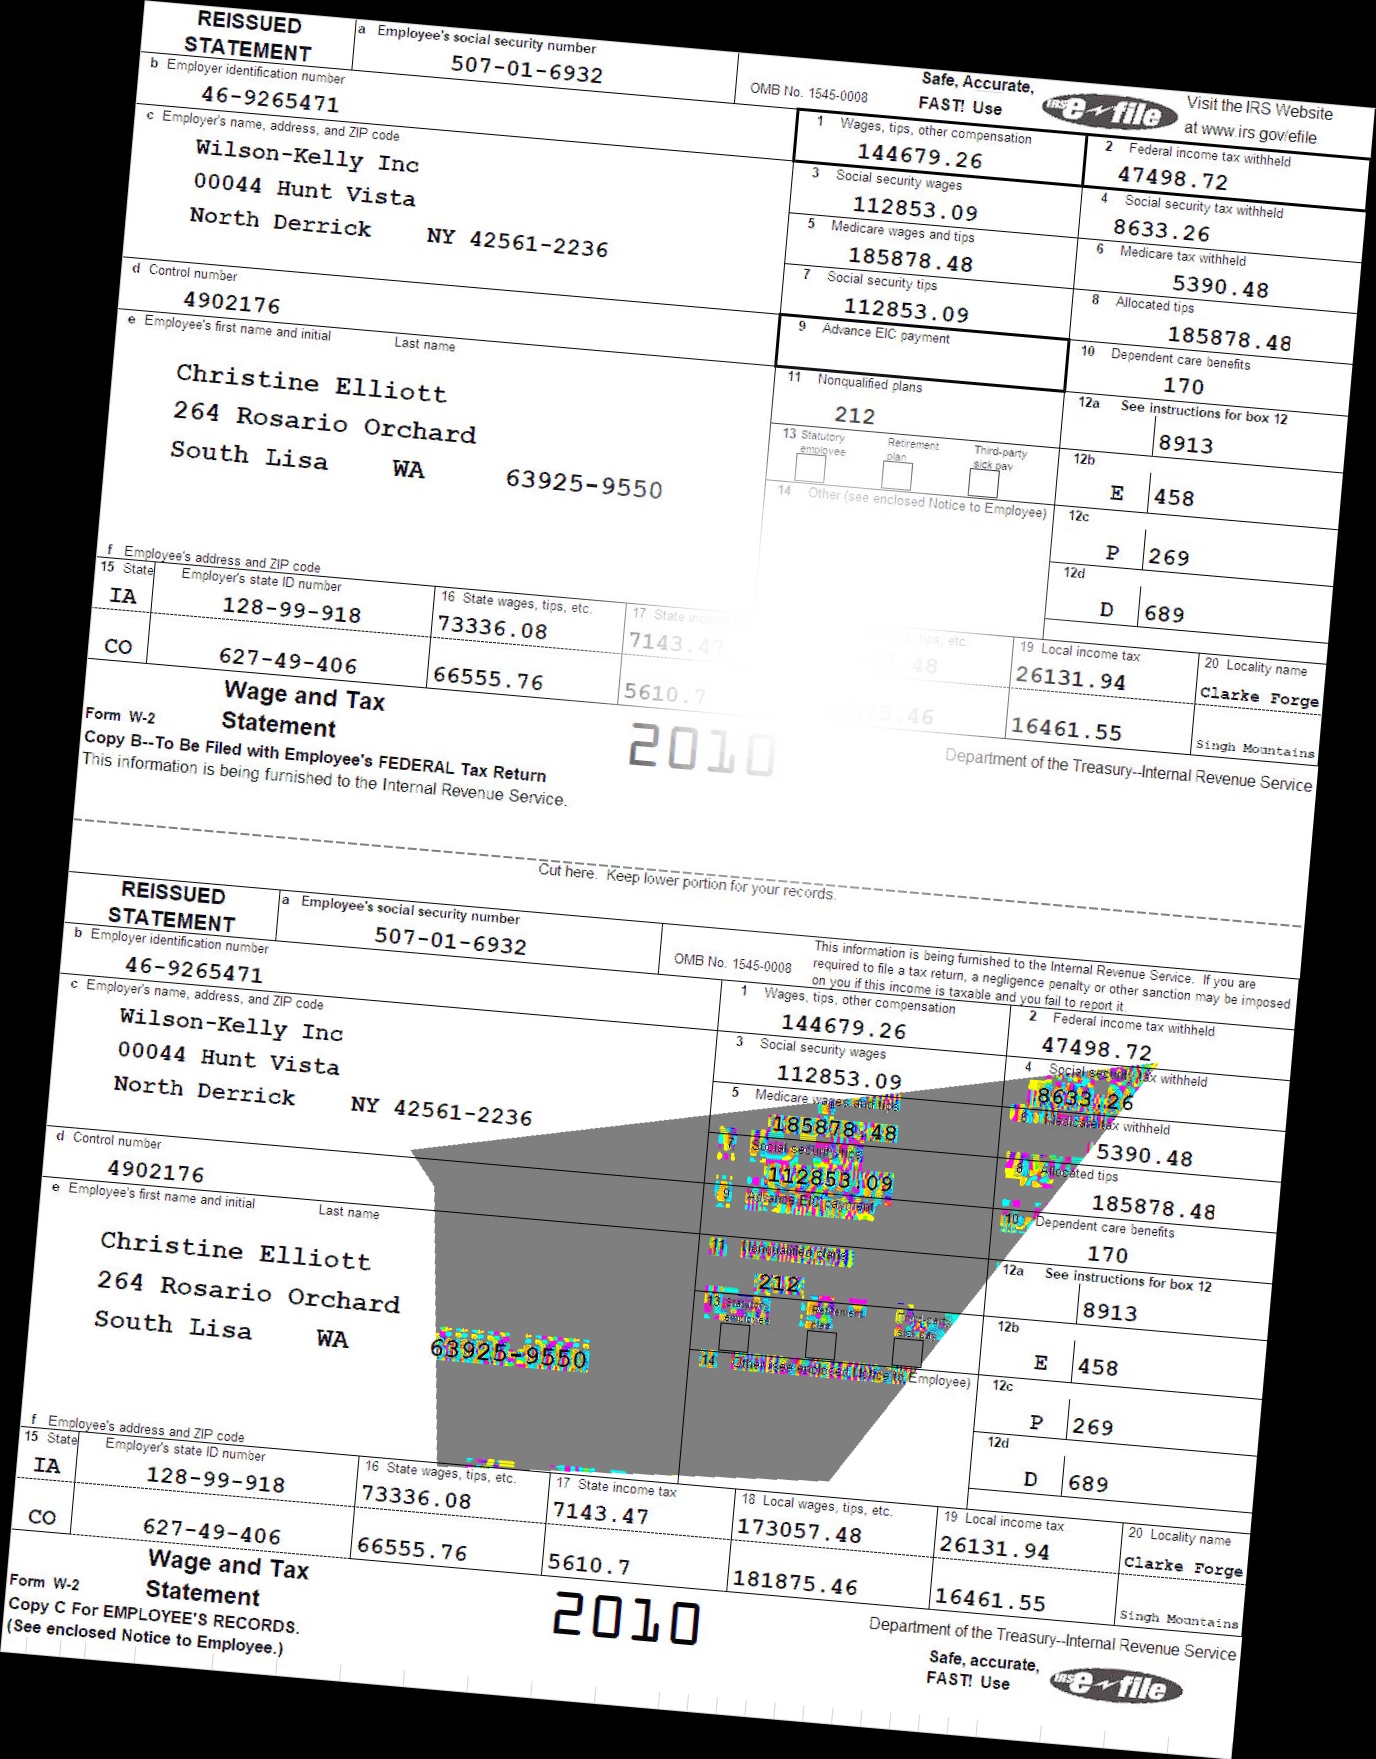 REISSUED STATEMENT
a Employee's social security number
507-01-6932
OMB No. 1545-0008
Safe, Accurate, FAST! Use
IRS e-file
Visit the IRS Website at www.irs.gov/efile.
b Employer identification number
46-9265471
c Employer's name, address, and ZIP code
Wilson-Kelly Inc
00044 Hunt Vista
North Derrick NY 42561-2236
1 Wages, tips, other compensation
144679.26
2 Federal income tax withheld
47498.72
3 Social security wages
112853.09
4 Social security tax withheld
8633.26
5 Medicare wages and tips
185878.48
6 Medicare tax withheld
5390.48
d Control number
4902176
7 Social security tips
112853.09
8 Allocated tips
185878.48
e Employee's first name and initial Last name
Christine Elliott
264 Rosario Orchard
South Lisa WA 63925-9550
9 Advance EIC payment
10 Dependent care benefits
170
11 Nonqualified plans
212
12a See instructions for box 12
8913
13 Statutory employee Retirement plan Third-party sick pay
12b
E 458
14 Other (see enclosed Notice to Employee)
12c
P 269
12d
D 689
f Employee's address and ZIP code
15 State Employer's state ID number
16 State wages, tips, etc.
17 State income
tips, etc.
19 Local income tax
20 Locality name
IA 128-99-918 73336.08 7143.47 26131.94 Clarke Forge
CO 627-49-406 66555.76 5610.7 16461.55 Singh Mountains
Form W-2 Wage and Tax Statement
2010
Department of the Treasury--Internal Revenue Service
Copy B--To Be Filed with Employee's FEDERAL Tax Return
This information is being furnished to the Internal Revenue Service.
Cut here. Keep lower portion for your records.
REISSUED STATEMENT
a Employee's social security number
507-01-6932
OMB No. 1545-0008
This information is being furnished to the Internal Revenue Service. If you are
required to file a tax return, a negligence penalty or other sanction may be imposed
on you if this income is taxable and you fail to report it.
b Employer identification number
46-9265471
c Employer's name, address, and ZIP code
Wilson-Kelly Inc
00044 Hunt Vista
North Derrick NY 42561-2236
1 Wages, tips, other compensation
144679.26
2 Federal income tax withheld
47498.72
3 Social security wages
112853.09
4 Social security tax withheld
8633.26
5 Medicare wages and tips
185878.48
6 Medicare tax withheld
5390.48
d Control number
4902176
7 Social security tips
112853.09
8 Allocated tips
185878.48
e Employee's first name and initial Last name
Christine Elliott
264 Rosario Orchard
South Lisa WA 63925-9550
9 Advance EIC payment
10 Dependent care benefits
170
11 Nonqualified plans
212
12a See instructions for box 12
8913
13 Statutory employee Retirement plan
12b
E 458
14 Other (see enclosed Notice to Employee)
12c
P 269
12d
D 689
f Employee's address and ZIP code
15 State Employer's state ID number
16 State wages, tips, etc.
17 State income tax
18 Local wages, tips, etc.
19 Local income tax
20 Locality name
IA 128-99-918 73336.08 7143.47 173057.48 26131.94 Clarke Forge
CO 627-49-406 66555.76 5610.7 181875.46 16461.55 Singh Mountains
Form W-2 Wage and Tax Statement
2010
Department of the Treasury--Internal Revenue Service
Copy C For EMPLOYEE'S RECORDS.
(See enclosed Notice to Employee.)
Safe, accurate, FAST! Use
IRS e-file